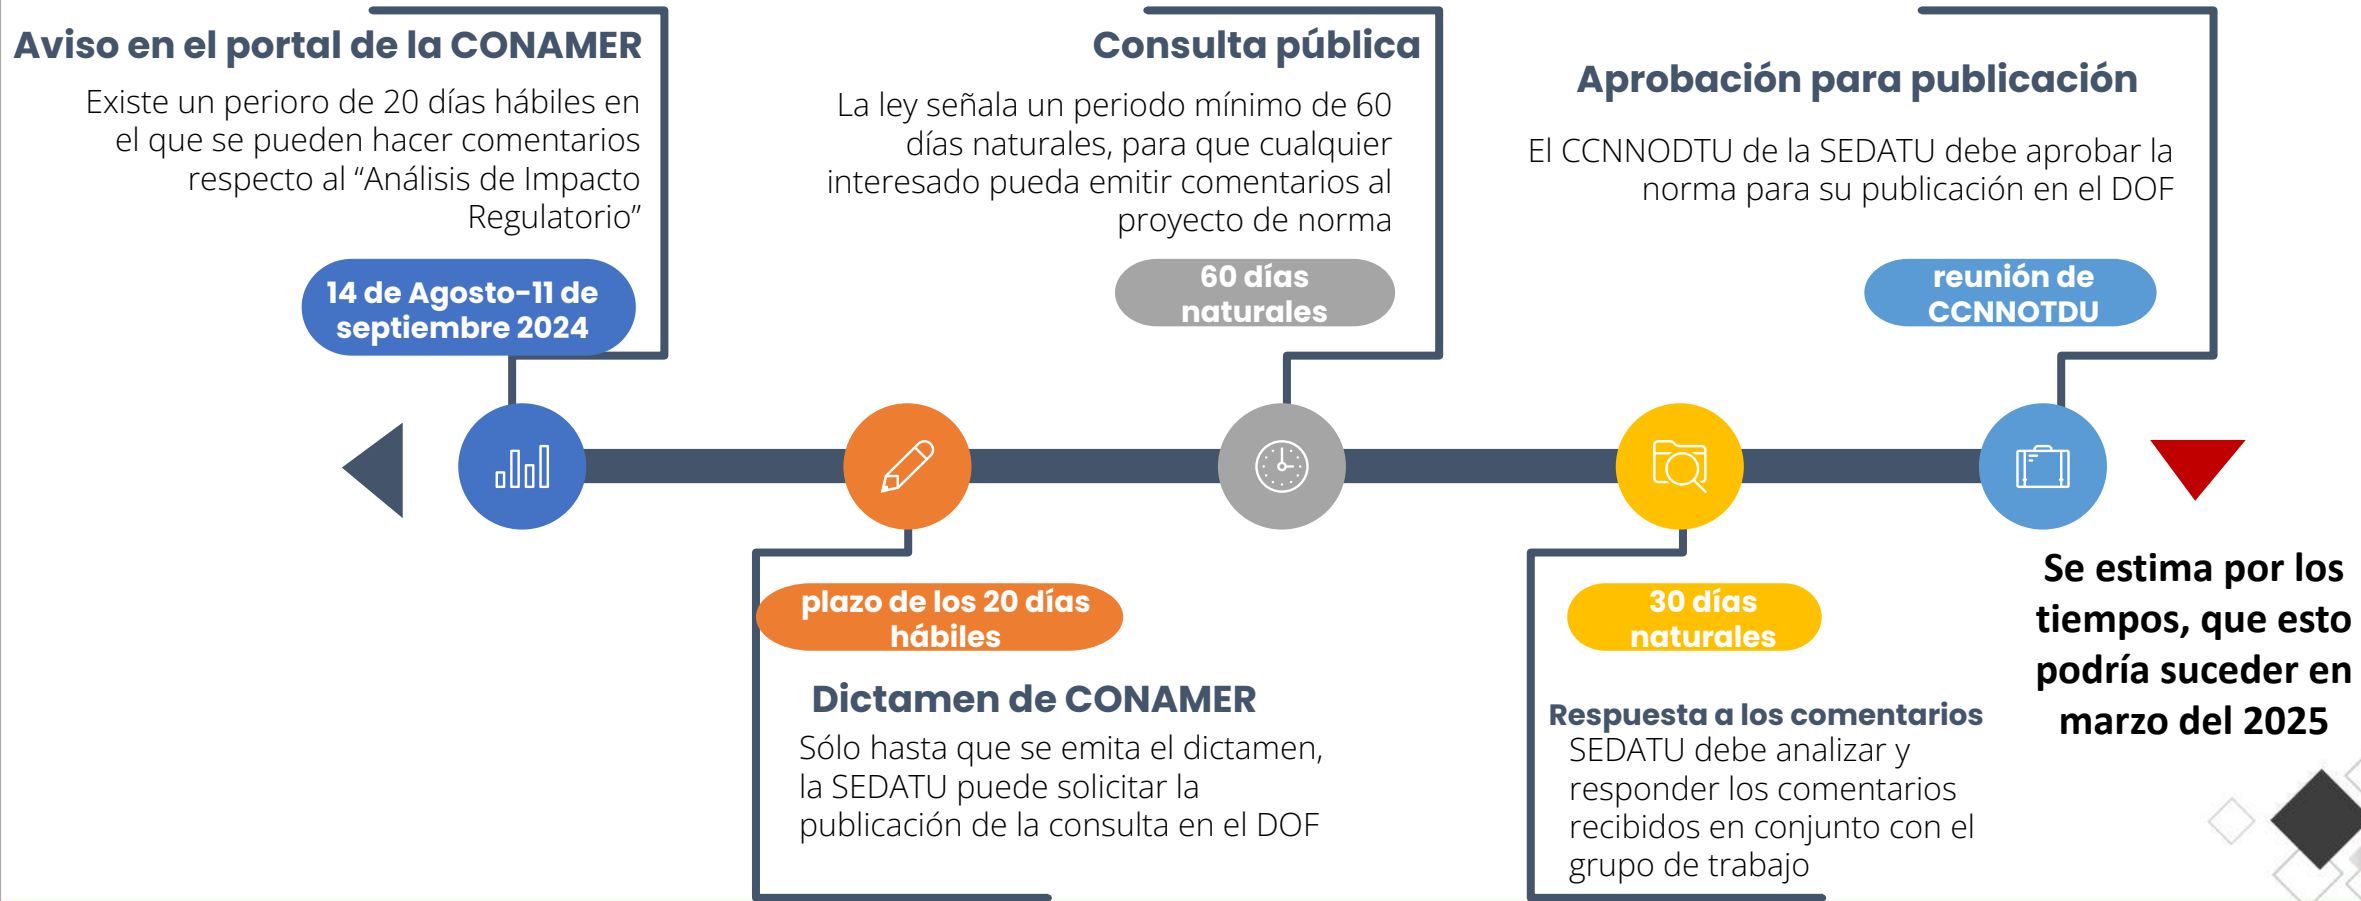 Aviso en el portal de la CONAMER
Existe un perioro de 20 días hábiles en
el que se pueden hacer comentarios
respecto al “Análisis de Impacto
Regulatorio”
14 de Agosto-11 de
septiembre 2024
plazo de los 20 días
hábiles
Dictamen de CONAMER
Sólo hasta que se emita el dictamen,
la SEDATU puede solicitar la
publicación de la consulta en el DOF
Consulta pública
La ley señala un periodo mínimo de 60
días naturales, para que cualquier
interesado pueda emitir comentarios al
proyecto de norma
60 días
naturales
30 días
naturales
Respuesta a los comentarios
SEDATU debe analizar y
responder los comentarios
recibidos en conjunto con el
grupo de trabajo
Aprobación para publicación
El CCNNODTU de la SEDATU debe aprobar la
norma para su publicación en el DOF
reunión de
CCNNOTDU
Se estima por los
tiempos, que esto
podría suceder en
marzo del 2025